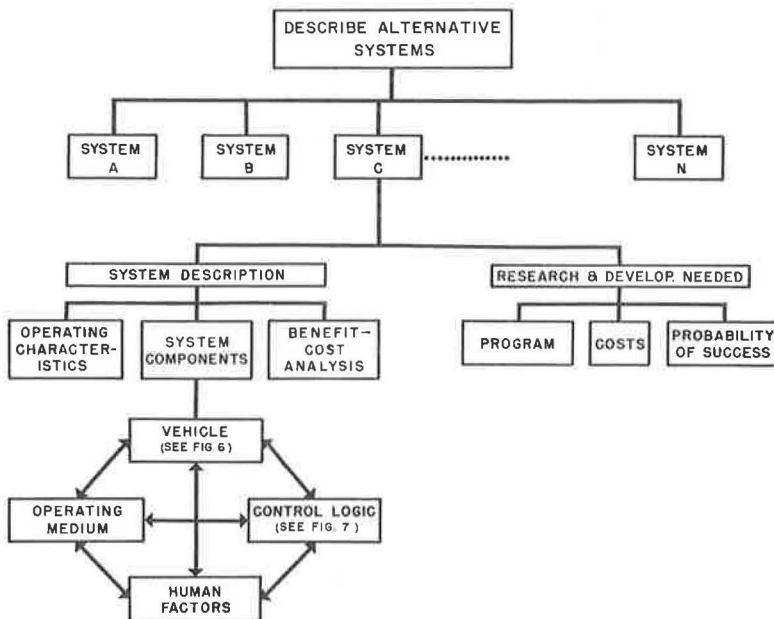 DESCRIBE ALTERNATIVE
SYSTEMS
SYSTEM
A
SYSTEM
B
SYSTEM
C
SYSTEM
N
SYSTEM DESCRIPTION
RESEARCH & DEVELOP. NEEDED
OPERATING
CHARACTER-
ISTICS
SYSTEM
COMPONENTS
BENEFIT-
COST
ANALYSIS
PROGRAM
COSTS
PROBABILITY
OF SUCCESS
VEHICLE
(SEE FIG 6)
OPERATING
MEDIUM
CONTROL LOGIC
(SEE FIG. 7)
HUMAN
FACTORS